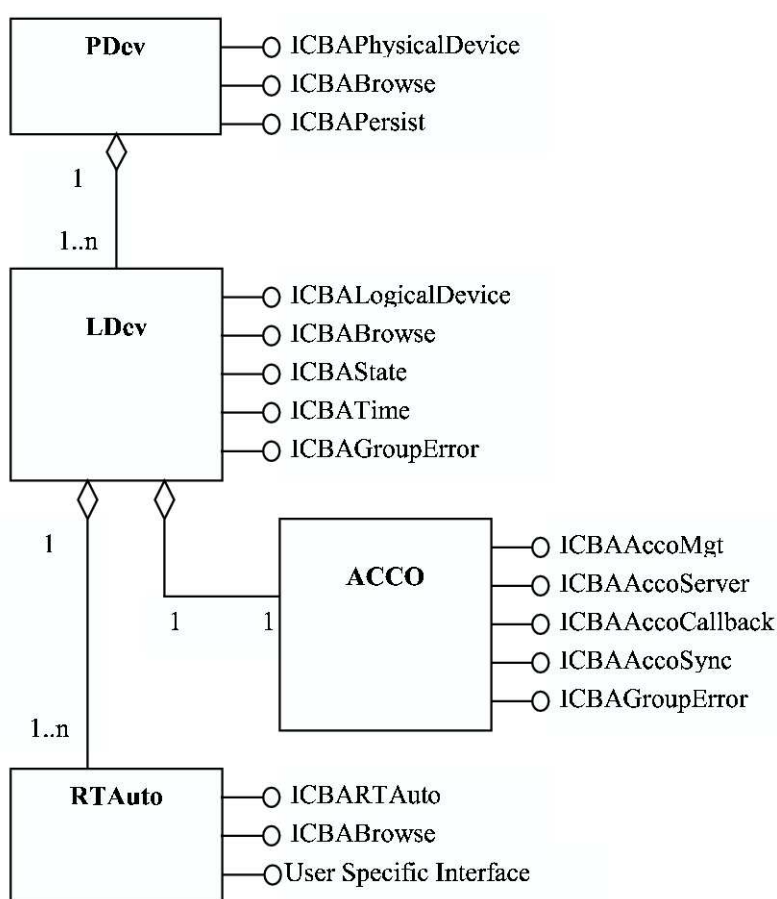 PDev
ICBAPhysicalDevice
ICBABrowse
ICBAPersist
1
1..n
LDev
ICBALogicalDevice
ICBABrowse
ICBAState
ICBATime
ICBAGroupError
1
1
1
ACCO
ICBAAccoMgt
ICBAAccoServer
ICBAAccoCallback
ICBAAccoSync
ICBAGroupError
1..n
RTAuto
ICBARTAuto
ICBABrowse
User Specific Interface